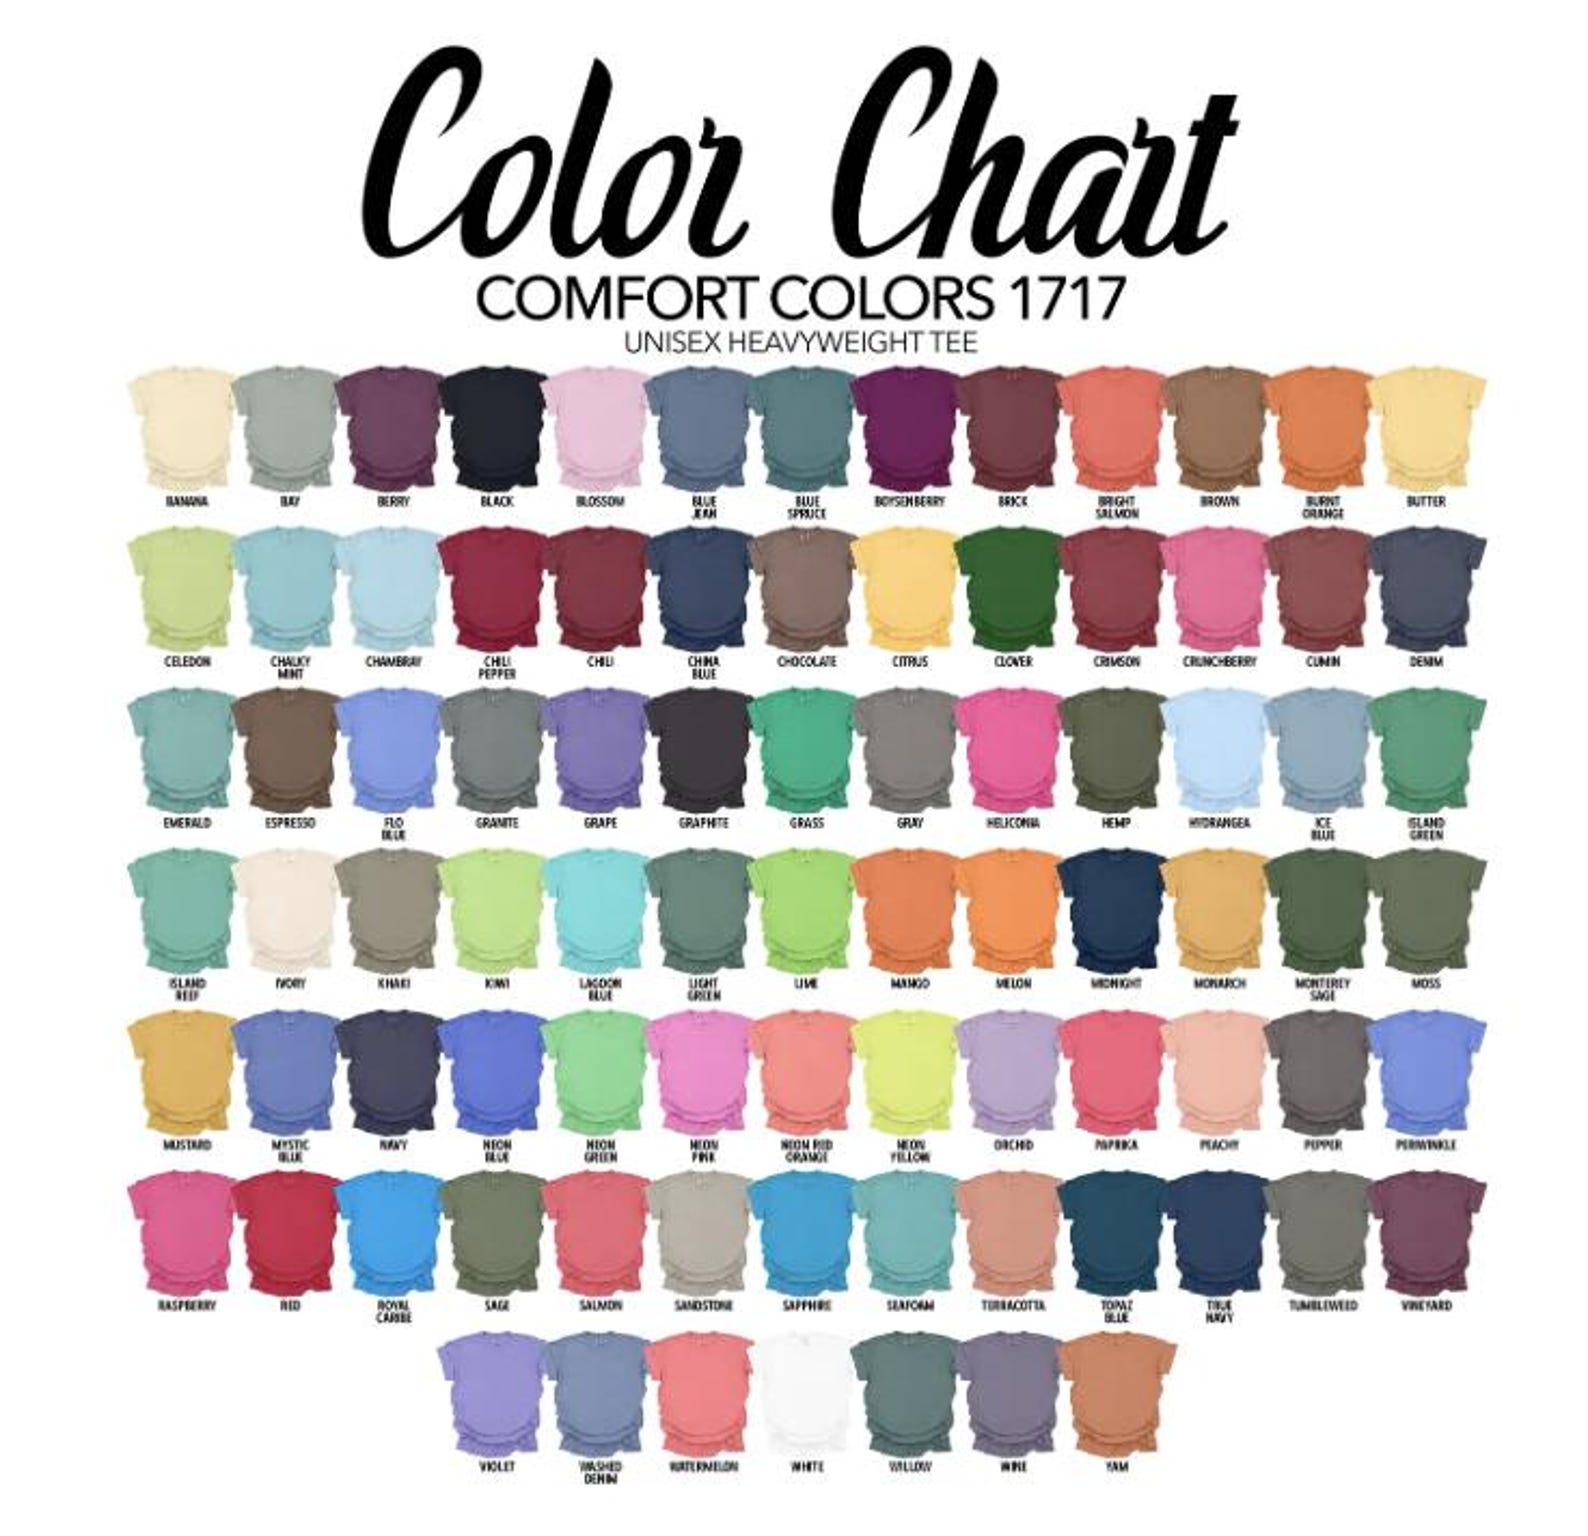 Color Chart
COMFORT COLORS 1717
UNISEX HEAVYWEIGHT TEE
BANANA BAY BERRY BLACK BLOSSOM BLUE BLUE BOYSENBERRY BRICK BRIGHT BROWN BURNT BUTTER
JEAN SPRUCE SALMON ORANGE
CELEDON CHALKY CHAMBRAY CHILI CHILI CHINA CHOCOLATE CITRUS CLOVER CRIMSON CRUNCHBERRY CUMIN DENIM
MINT PEPPER BLUE
EMERALD ESPRESSO FLO GRANITE GRAPE GRAPHITE GRASS GRAY HELICONIA HEMP HYDRANGEA ICE ISLAND
BLUE BLUE GREEN
ISLAND IVORY KHAKI KIWI LAGOON LIGHT LIME MANGO MELON MIDNIGHT MONARCH MONTEREY MOSS
REEF BLUE GREEN SAGE
MUSTARD MYSTIC NAVY NEON NEON NEON NEON RED NEON ORCHID PAPRIKA PEACHY PEPPER PERIWINKLE
BLUE BLUE GREEN PINK ORANGE YELLOW
RASPBERRY RED ROYAL SAGE SALMON SANDSTONE SAPPHIRE SEAFOAM TERRACOTTA TOPAZ TRUE TUMBLEWEED VINEYARD
CARIBE BLUE NAVY
VIOLET WASHED WATERMELON WHITE WILLOW WINE YAM
DENIM